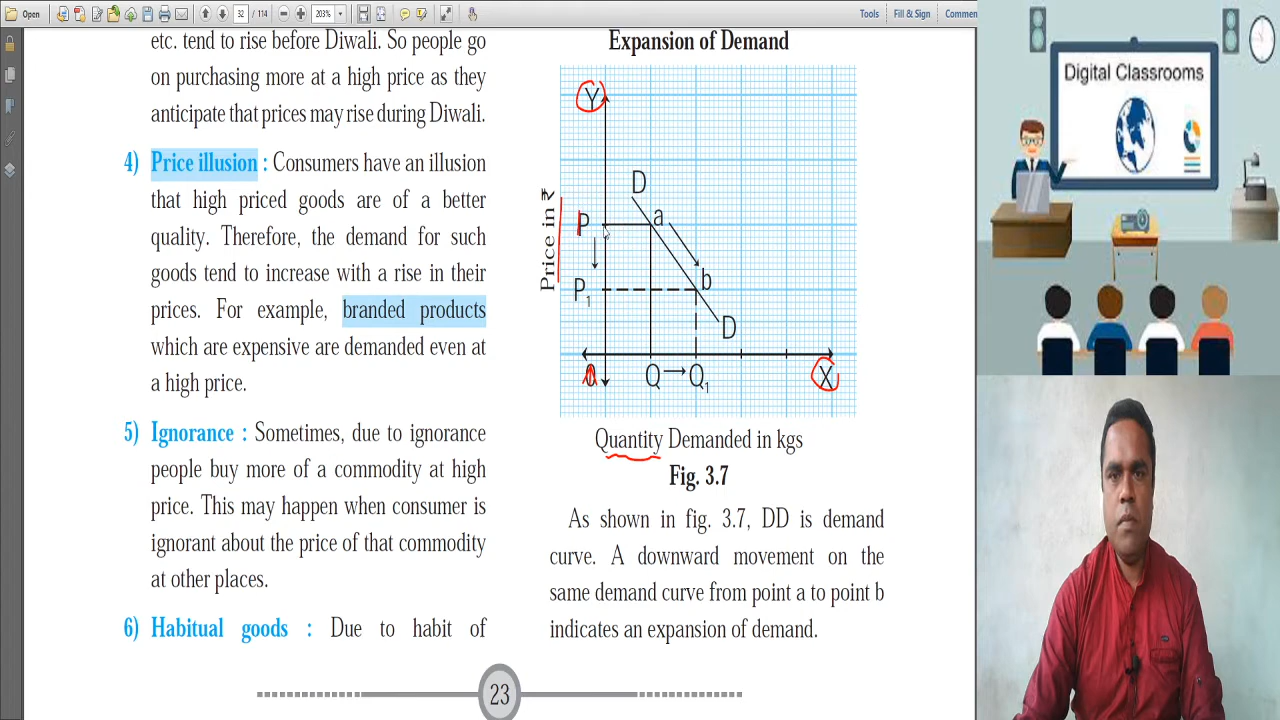 Open
32 / 114
203%
Tools
Fill & Sign
Commen
etc. tend to rise before Diwali. So people go
on purchasing more at a high price as they
anticipate that prices may rise during Diwali.
4) Price illusion : Consumers have an illusion
that high priced goods are of a better
quality. Therefore, the demand for such
goods tend to increase with a rise in their
prices. For example, branded products
which are expensive are demanded even at
a high price.
5) Ignorance : Sometimes, due to ignorance
people buy more of a commodity at high
price. This may happen when consumer is
ignorant about the price of that commodity
at other places.
6) Habitual goods : Due to habit of
23
Expansion of Demand
Y
Price in ₹
D
P
a
P1
b
D
0
Q
Q1
X
Quantity Demanded in kgs
Fig. 3.7
As shown in fig. 3.7, DD is demand
curve. A downward movement on the
same demand curve from point a to point b
indicates an expansion of demand.
Digital Classrooms